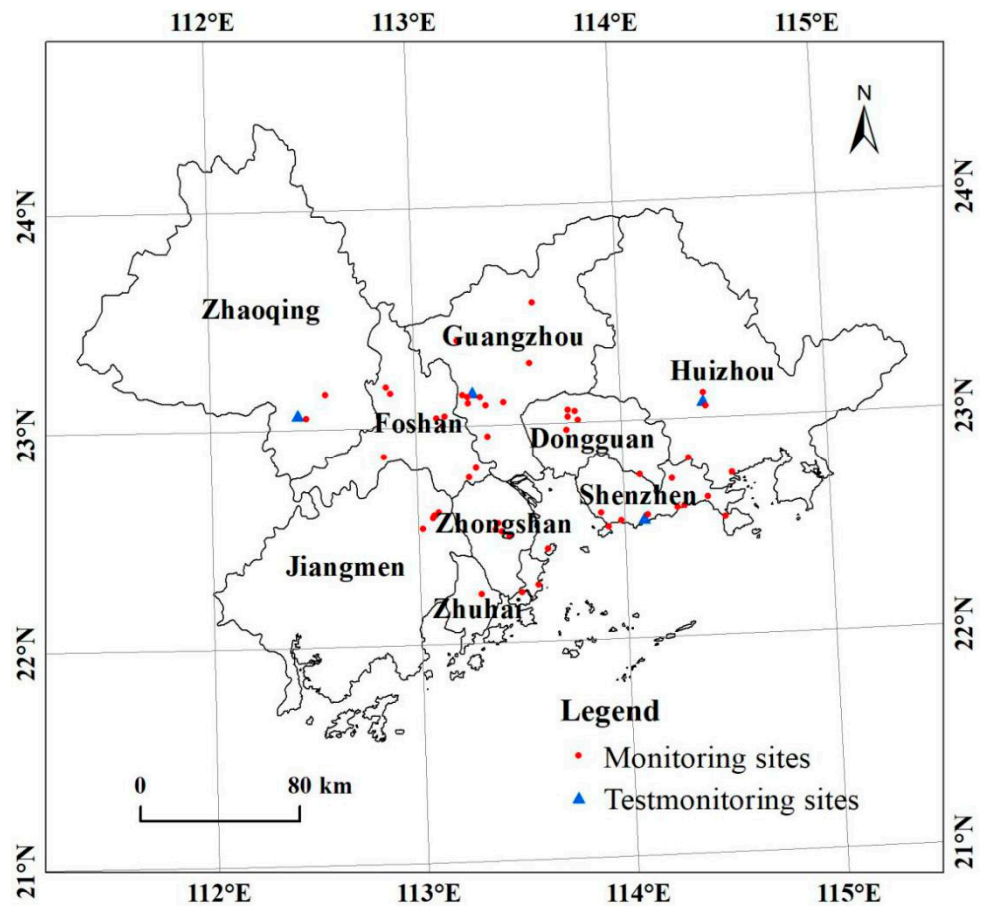 112°E 113°E 114°E 115°E
N
24°N 24°N
Zhaoqing
Guangzhou
Huizhou
23°N 23°N
Foshan
Dongguan
Shenzhen
Zhongshan
Jiangmen
Zhuhai
22°N 22°N
Legend
Monitoring sites
0 80 km
Testmonitoring sites
21°N 21°N
112°E 113°E 114°E 115°E